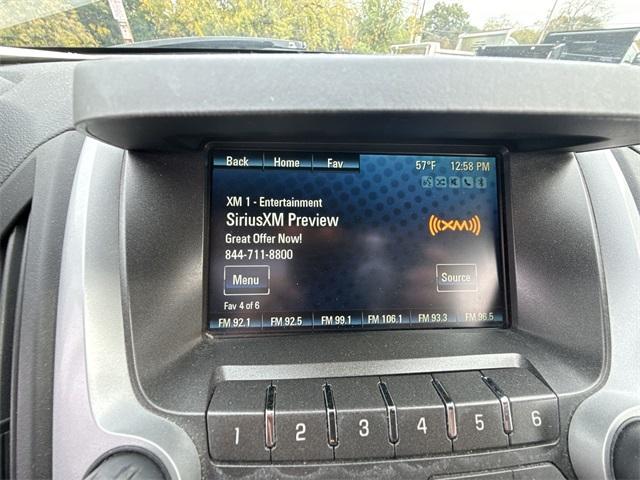 Back Home Fav 57°F 12:58 PM
XM 1 - Entertainment
SiriusXM Preview
((XM))
Great Offer Now!
844-711-8800
Menu Source
Fav 4 of 6
FM 92.1 FM 92.5 FM 99.1 FM 106.1 FM 93.3 FM 96.5
1 2 3 4 5 6